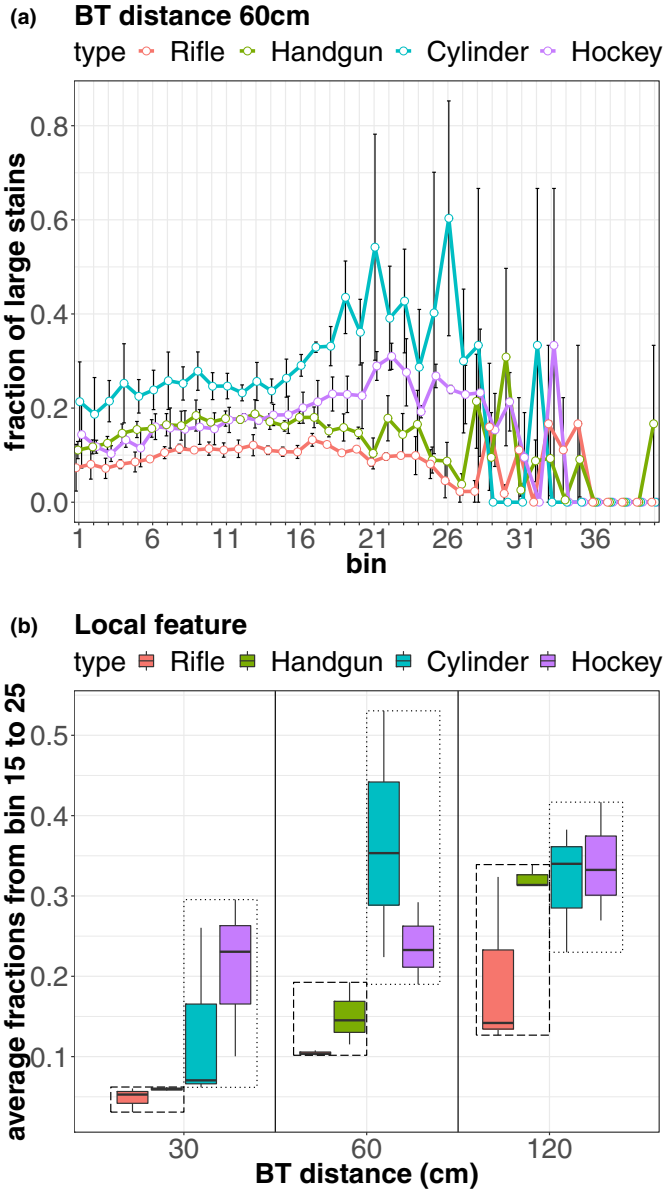 (a) BT distance 60cm
type Rifle Handgun Cylinder Hockey
fraction of large stains
0.8
0.6
0.4
0.2
0.0
1 6 11 16 21 26 31 36
bin
(b) Local feature
type Rifle Handgun Cylinder Hockey
average fractions from bin 15 to 25
0.5
0.4
0.3
0.2
0.1
30 60 120
BT distance (cm)